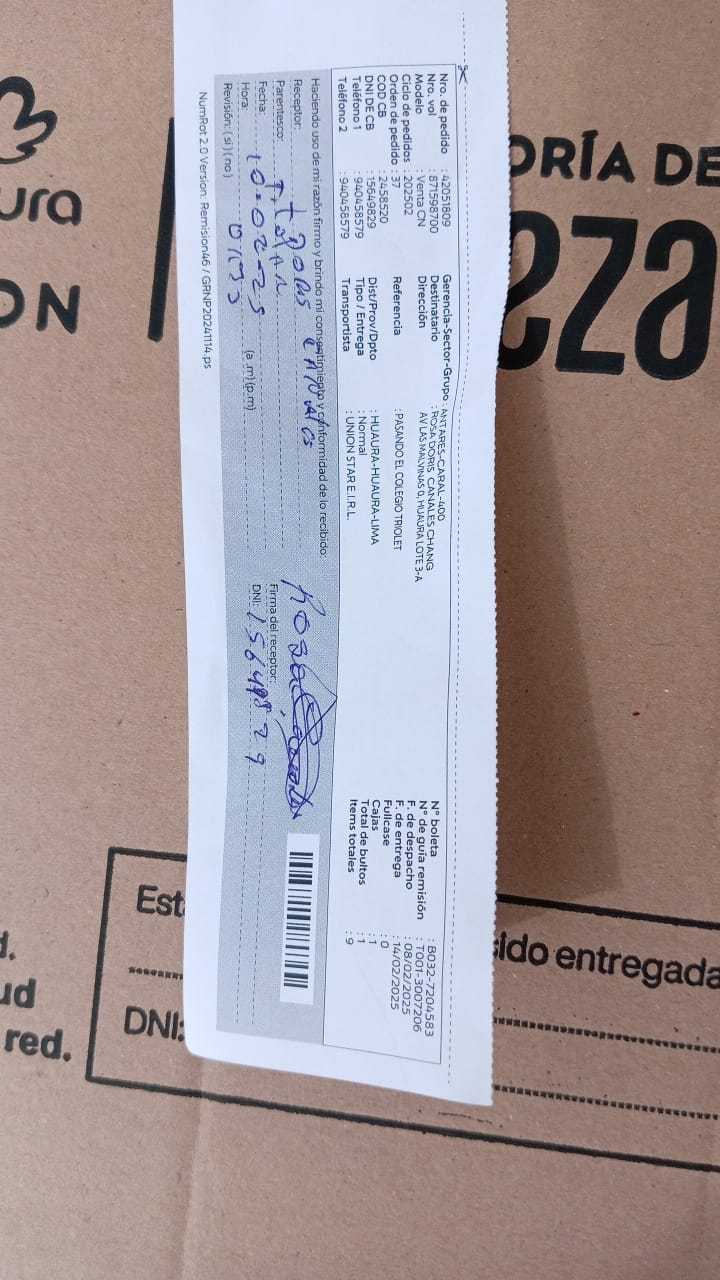 Nro. de pedido : 42051809
Nro. vol : 871598700
Modelo : Venta CN
Ciclo de pedidos : 202502
Orden de pedido : 37
COD CB : 2458520
DNI DE CB : 15649829
Teléfono 1 : 940458579
Teléfono 2 : 940458579
Gerencia-Sector-Grupo : ANTARES-CARAL-400
Destinatario : ROSA DORIS CANALES CHANG
Dirección : AV LAS MALVINAS 0, HUAURA LOTE 3-A
Referencia : PASANDO EL COLEGIO TRIOLET
Dist/Prov/Dpto : HUAURA-HUAURA-LIMA
Tipo / Entrega : Normal
Transportista : UNION STAR E.I.R.L.
N° boleta : B032-7204583
N° de guía remisión : T001-3007206
F. de despacho : 08/02/2025
F. de entrega : 14/02/2025
Fullcase : 0
Cajas : 1
Total de bultos : 1
Items totales : 9
Haciendo uso de mi razón firmo y brindo mi consentimiento y conformidad de lo recibido:
Receptor:
Parentesco: Titular
Fecha: 10-02-25
Hora: (a.m)(p.m)
Revisión: ( si ) ( no )
Rosa
Firma del receptor:
DNI: 15649829
NumRot 2.0 Version: Remision46 / GRNP20241114.ps
ura
ON
ORÍA DE
eza
Est
ido entregada
DNI:
d.
ud
red.